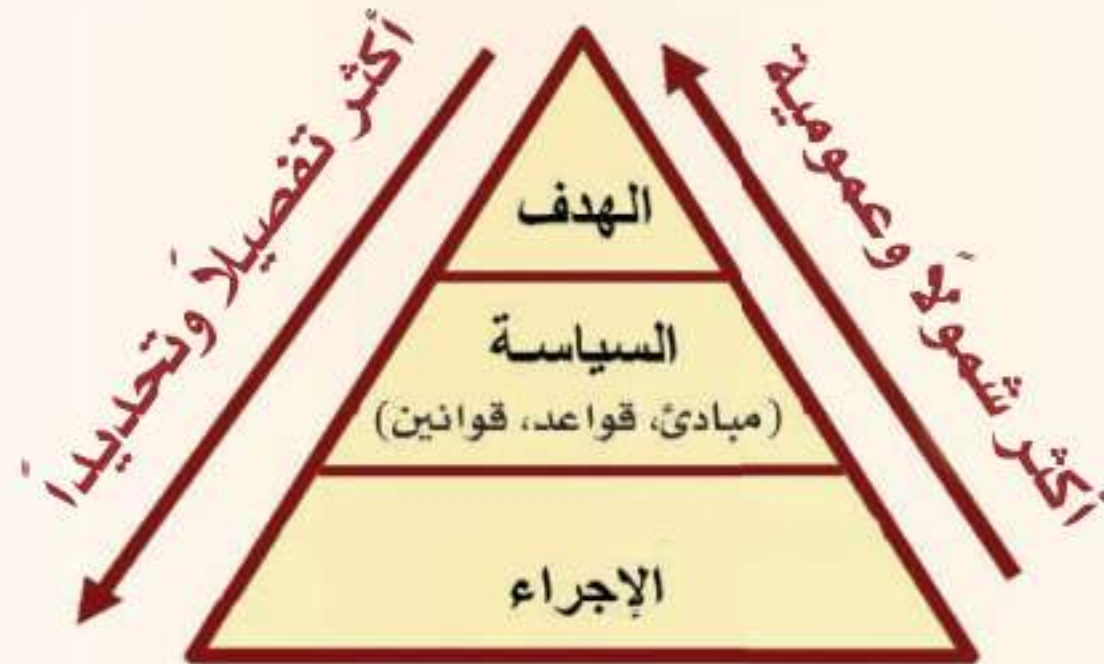 أكثر شمولاً وعمومية
أكثر تفصيلاً وتحديداً
الهدف
السياسة
(مبادئ، قواعد، قوانين)
الإجراء